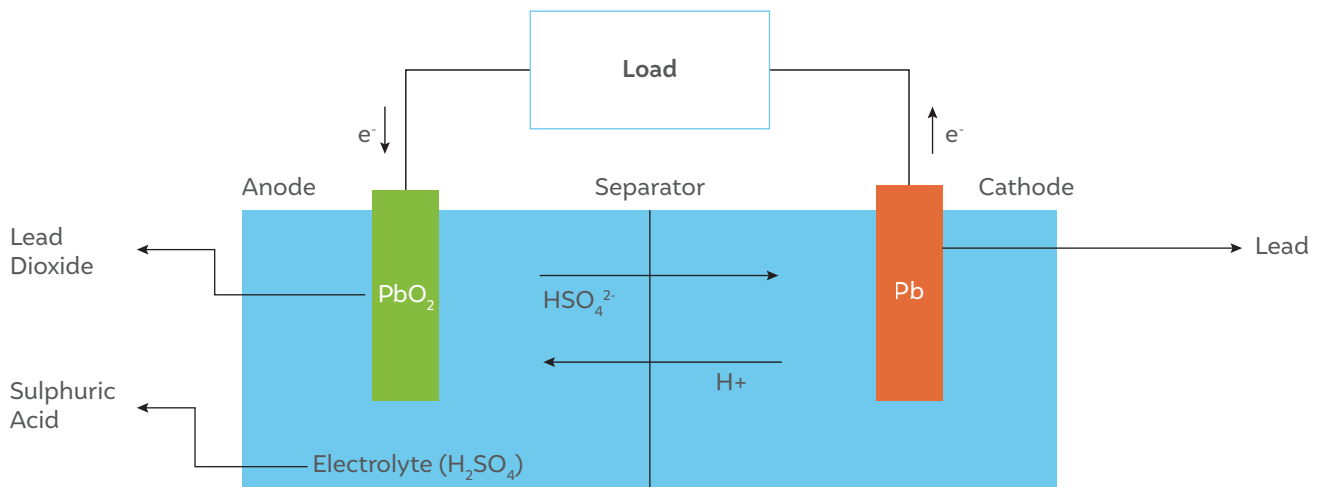 Load
e⁻
e⁻
Anode
Separator
Cathode
Lead
Dioxide
Lead
PbO₂
HSO₄²⁻
Pb
H+
Sulphuric
Acid
Electrolyte (H₂SO₄)